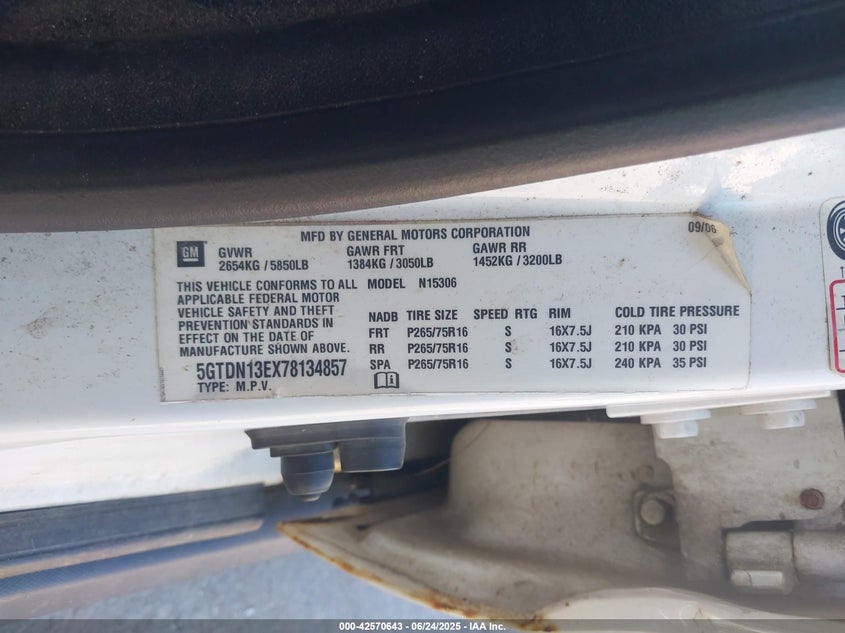 MFD BY GENERAL MOTORS CORPORATION
09/06
GM
GVWR GAWR FRT GAWR RR
2654KG / 5850LB 1384KG / 3050LB 1452KG / 3200LB
THIS VEHICLE CONFORMS TO ALL
APPLICABLE FEDERAL MOTOR
VEHICLE SAFETY AND THEFT
PREVENTION STANDARDS IN
EFFECT ON THE DATE OF
MANUFACTURE SHOWN ABOVE.
5GTDN13EX78134857
TYPE: M.P.V.
MODEL N15306
NADB TIRE SIZE SPEED RTG RIM COLD TIRE PRESSURE
FRT P265/75R16 S 16X7.5J 210 KPA 30 PSI
RR P265/75R16 S 16X7.5J 210 KPA 30 PSI
SPA P265/75R16 S 16X7.5J 240 KPA 35 PSI
000-42570643 - 06/24/2025 - IAA Inc.